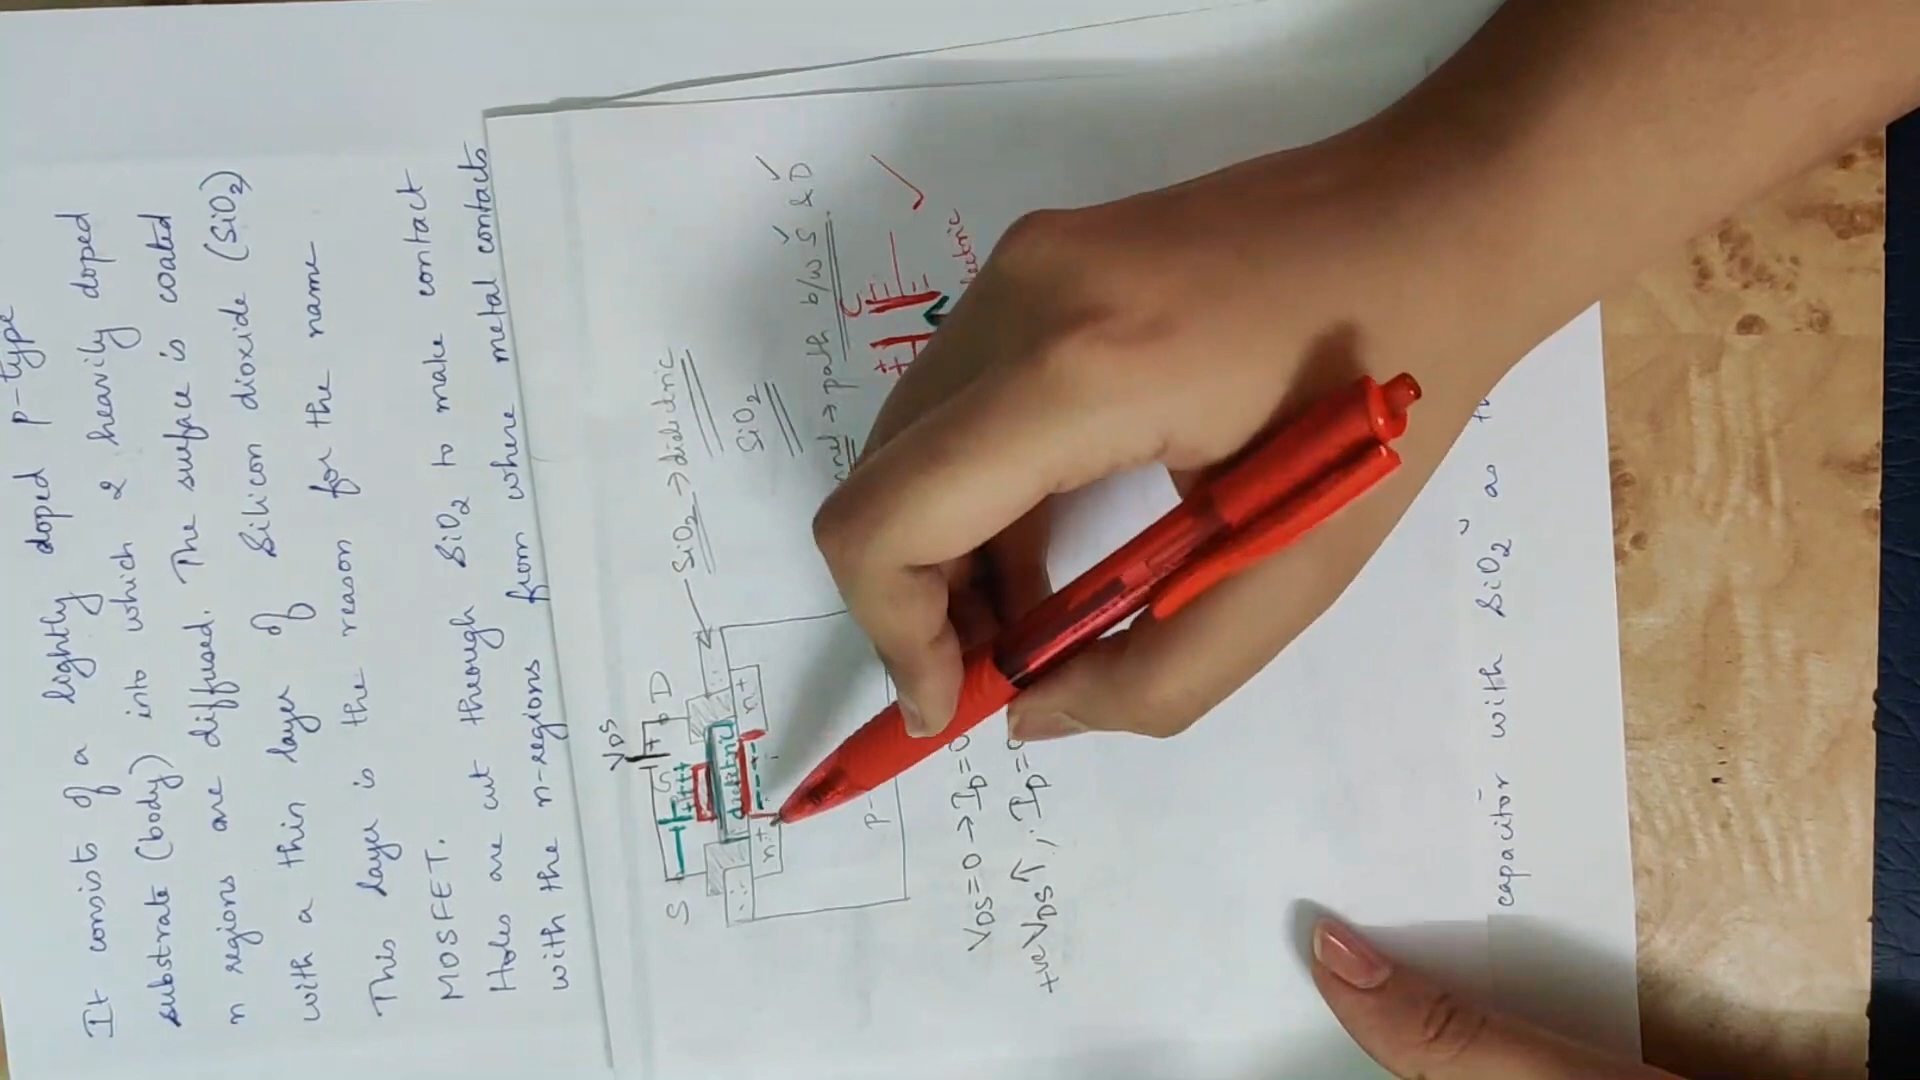 It consists of a lightly doped p-type
substrate (body) into which 2 heavily doped
n regions are diffused. The surface is coated
with a thin layer of Silicon dioxide (SiO2)
This layer is the reason for the name
MOSFET.
Holes are cut through SiO2 to make contact
with the n-regions from where metal contacts
VDS
S
G
D
SiO2 → dielectric
SiO2
dielectric
n+
n+
p-
path b/w S & D
C
VDS = 0 → ID = 0
+ve VDS ↑, ID =
capacitor with SiO2 as